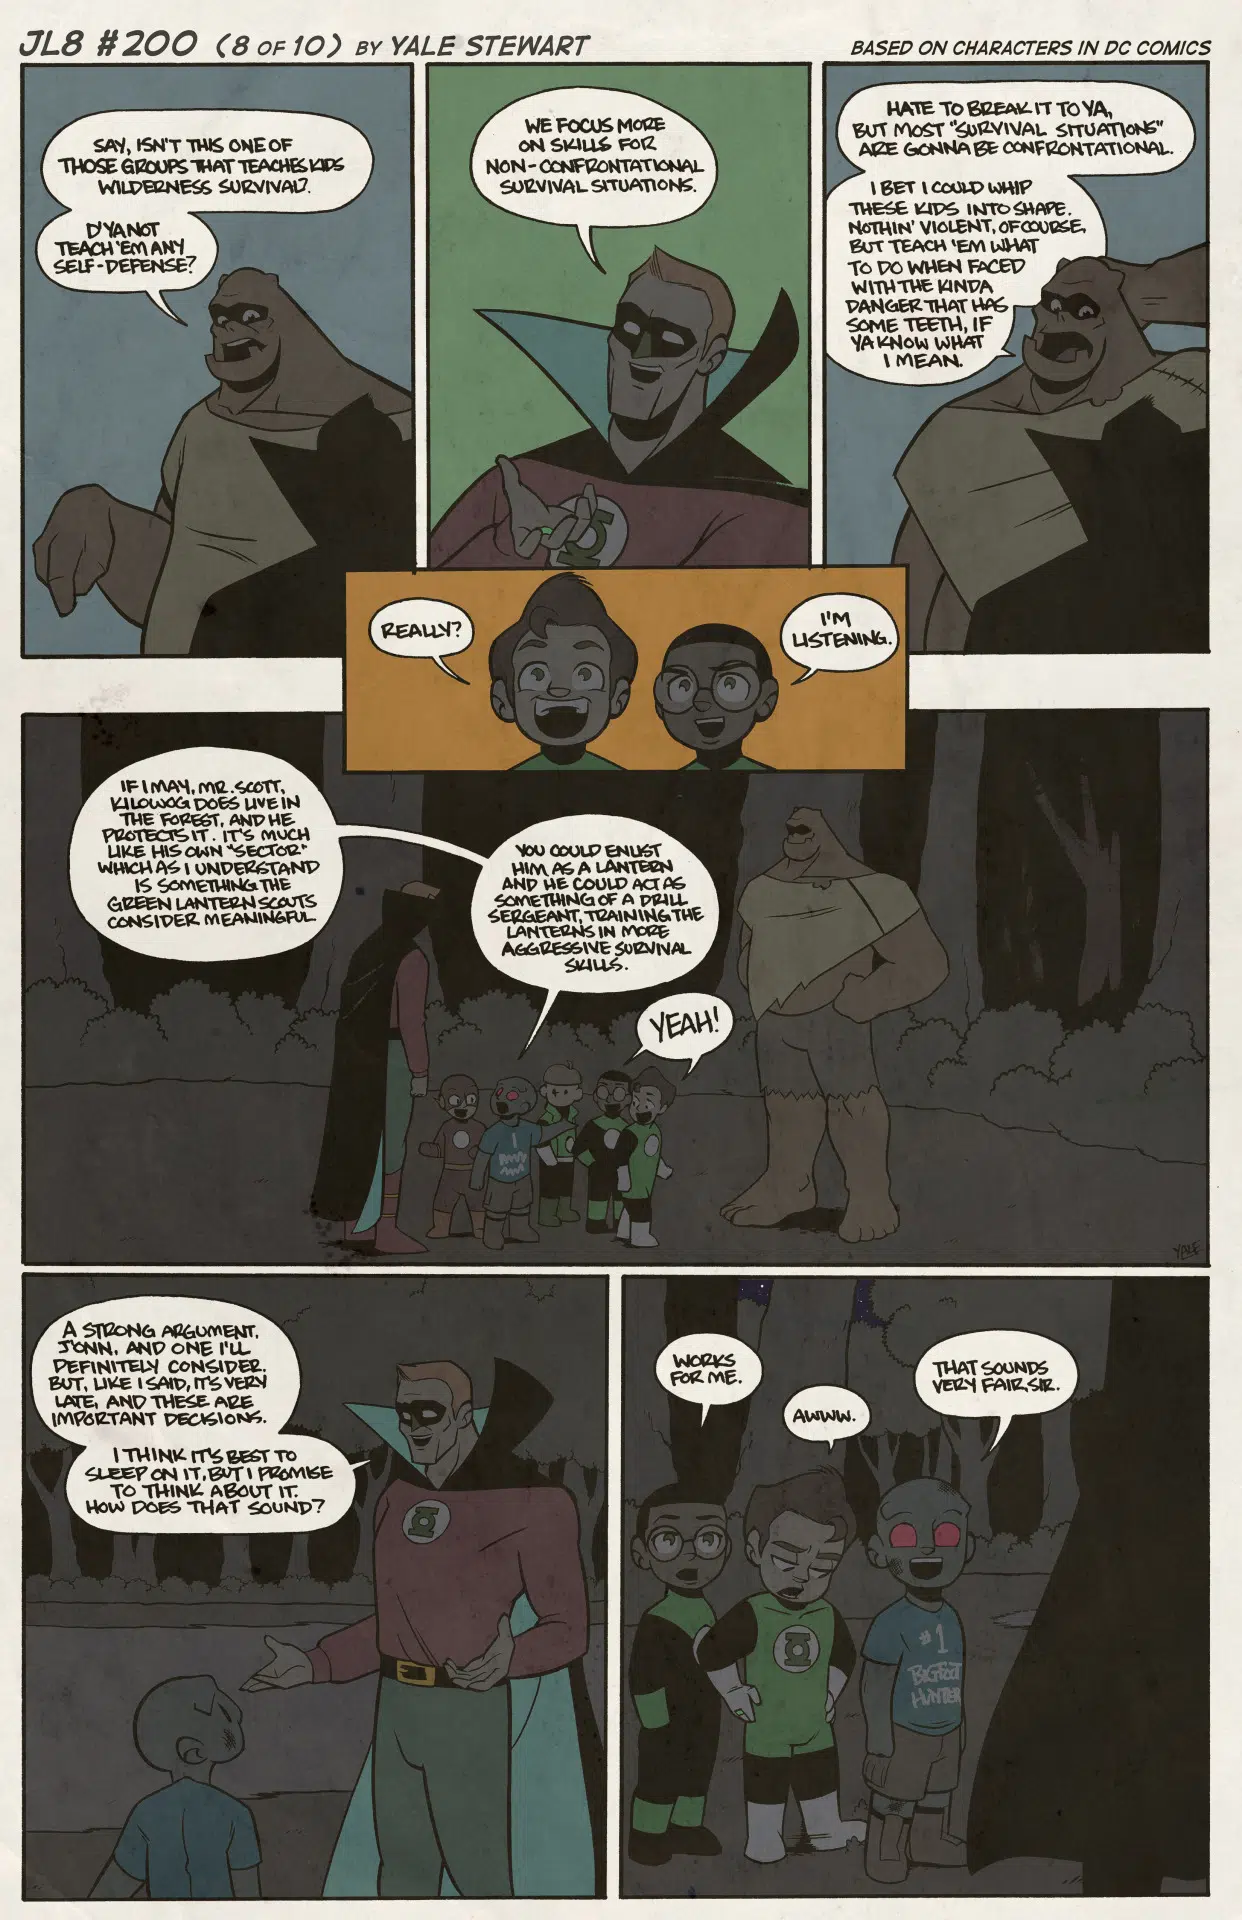 JL8 #200 (8 OF 10) BY YALE STEWART
BASED ON CHARACTERS IN DC COMICS
SAY, ISN'T THIS ONE OF
THOSE GROUPS THAT TEACHES KIDS
WILDERNESS SURVIVAL?
D'YA NOT
TEACH 'EM ANY
SELF-DEFENSE?
WE FOCUS MORE
ON SKILLS FOR
NON-CONFRONTATIONAL
SURVIVAL SITUATIONS.
HATE TO BREAK IT TO YA,
BUT MOST "SURVIVAL SITUATIONS"
ARE GONNA BE CONFRONTATIONAL.
I BET I COULD WHIP
THESE KIDS INTO SHAPE.
NOTHIN' VIOLENT, OF COURSE,
BUT TEACH 'EM WHAT
TO DO WHEN FACED
WITH THE KINDA
DANGER THAT HAS
SOME TEETH, IF
YA KNOW WHAT
I MEAN.
REALLY?
I'M
LISTENING.
IF I MAY, MR. SCOTT,
KILOWOG DOES LIVE IN
THE FOREST, AND HE
PROTECTS IT. IT'S MUCH
LIKE HIS OWN "SECTOR"
WHICH AS I UNDERSTAND
IS SOMETHING THE
GREEN LANTERN SCOUTS
CONSIDER MEANINGFUL
YOU COULD ENLIST
HIM AS A LANTERN
AND HE COULD ACT AS
SOMETHING OF A DRILL
SERGEANT, TRAINING THE
LANTERNS IN MORE
AGGRESSIVE SURVIVAL
SKILLS.
YEAH!
YALE
A STRONG ARGUMENT,
J'ONN, AND ONE I'LL
DEFINITELY CONSIDER.
BUT, LIKE I SAID, IT'S VERY
LATE, AND THESE ARE
IMPORTANT DECISIONS.
I THINK IT'S BEST TO
SLEEP ON IT, BUT I PROMISE
TO THINK ABOUT IT.
HOW DOES THAT SOUND?
WORKS
FOR ME.
AWWW.
THAT SOUNDS
VERY FAIR, SIR.
#1
BIGFOOT
HUNTER